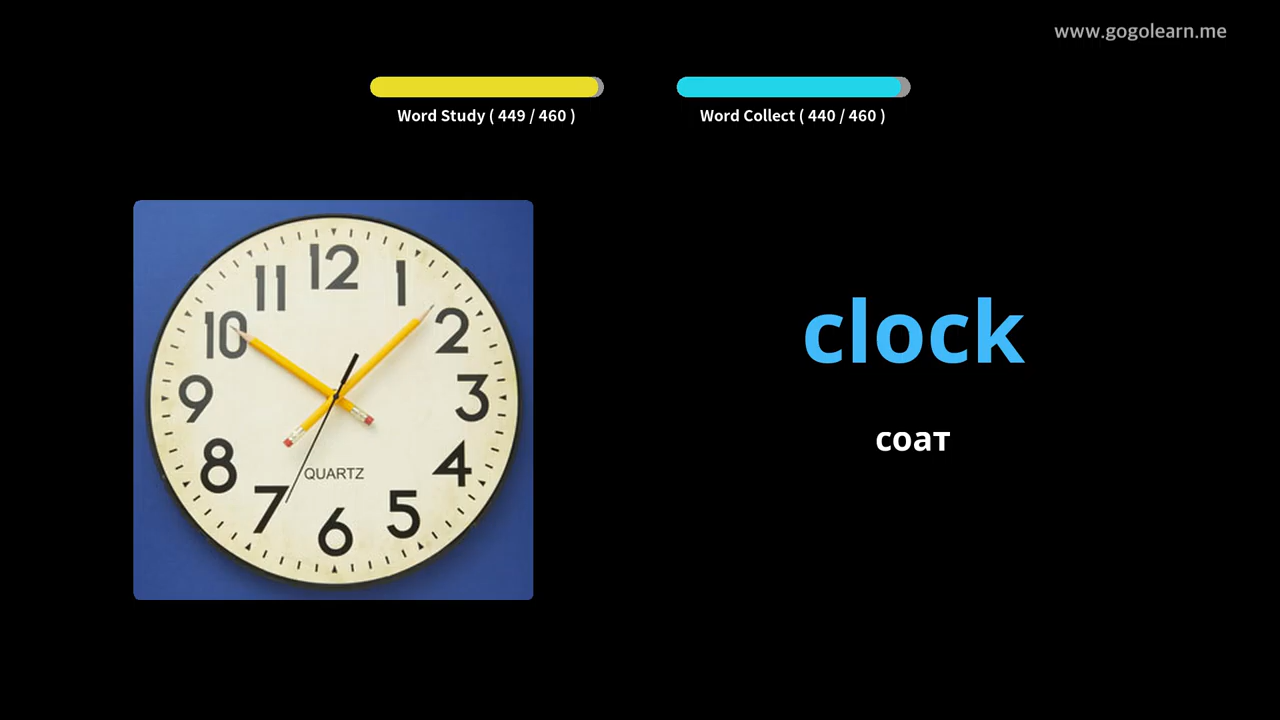 www.gogolearn.me
Word Study ( 449 / 460 )
Word Collect ( 440 / 460 )
12
11
1
10
2
9
3
8
4
QUARTZ
7
5
6
clock
соат